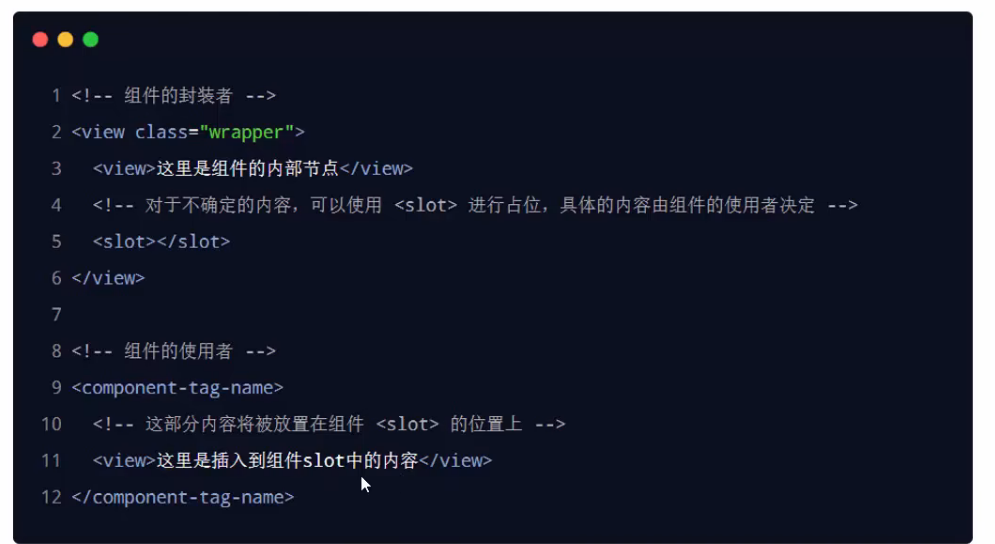 1 <!-- 组件的封装者 -->
2 <view class="wrapper">
3   <view>这里是组件的内部节点</view>
4   <!-- 对于不确定的内容，可以使用 <slot> 进行占位，具体的内容由组件的使用者决定 -->
5   <slot></slot>
6 </view>
7
8 <!-- 组件的使用者 -->
9 <component-tag-name>
10   <!-- 这部分内容将被放置在组件 <slot> 的位置上 -->
11   <view>这里是插入到组件slot中的内容</view>
12 </component-tag-name>